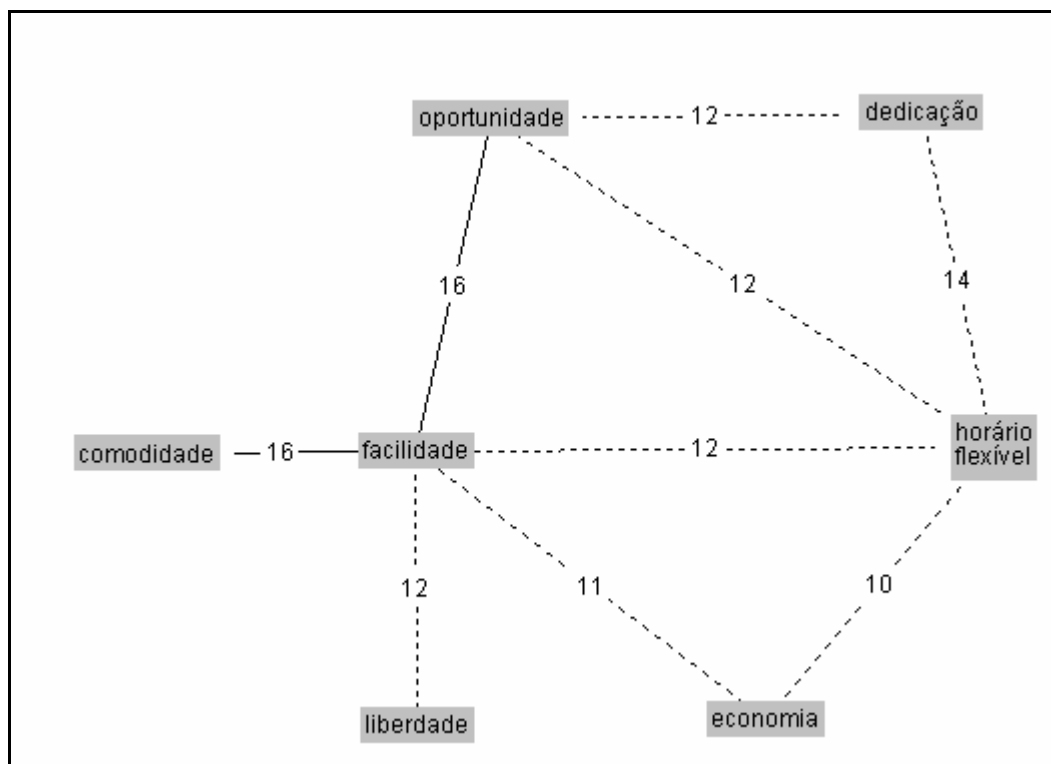 oportunidade
12
dedicação
16
12
14
comodidade
16
facilidade
12
horário
flexível
12
11
10
liberdade
economia